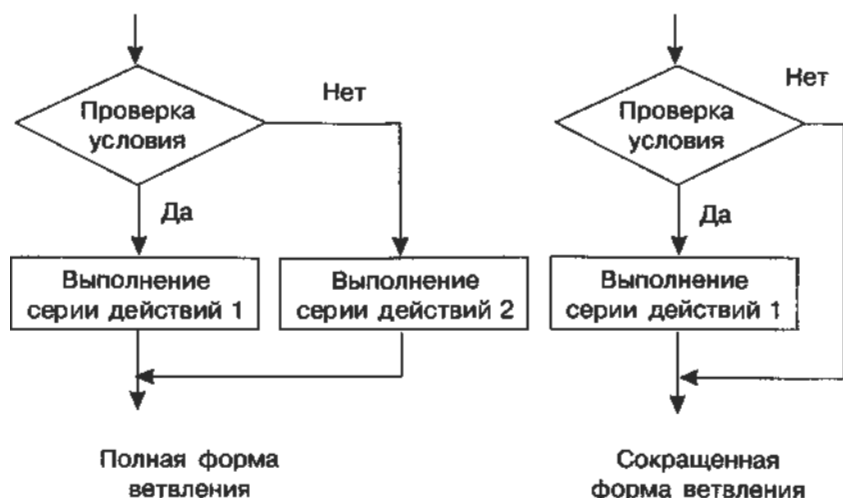 Проверка
условия
Нет
Да
Выполнение
серии действий 1
Выполнение
серии действий 2
Полная форма
ветвления
Проверка
условия
Нет
Да
Выполнение
серии действий 1
Сокращенная
форма ветвления